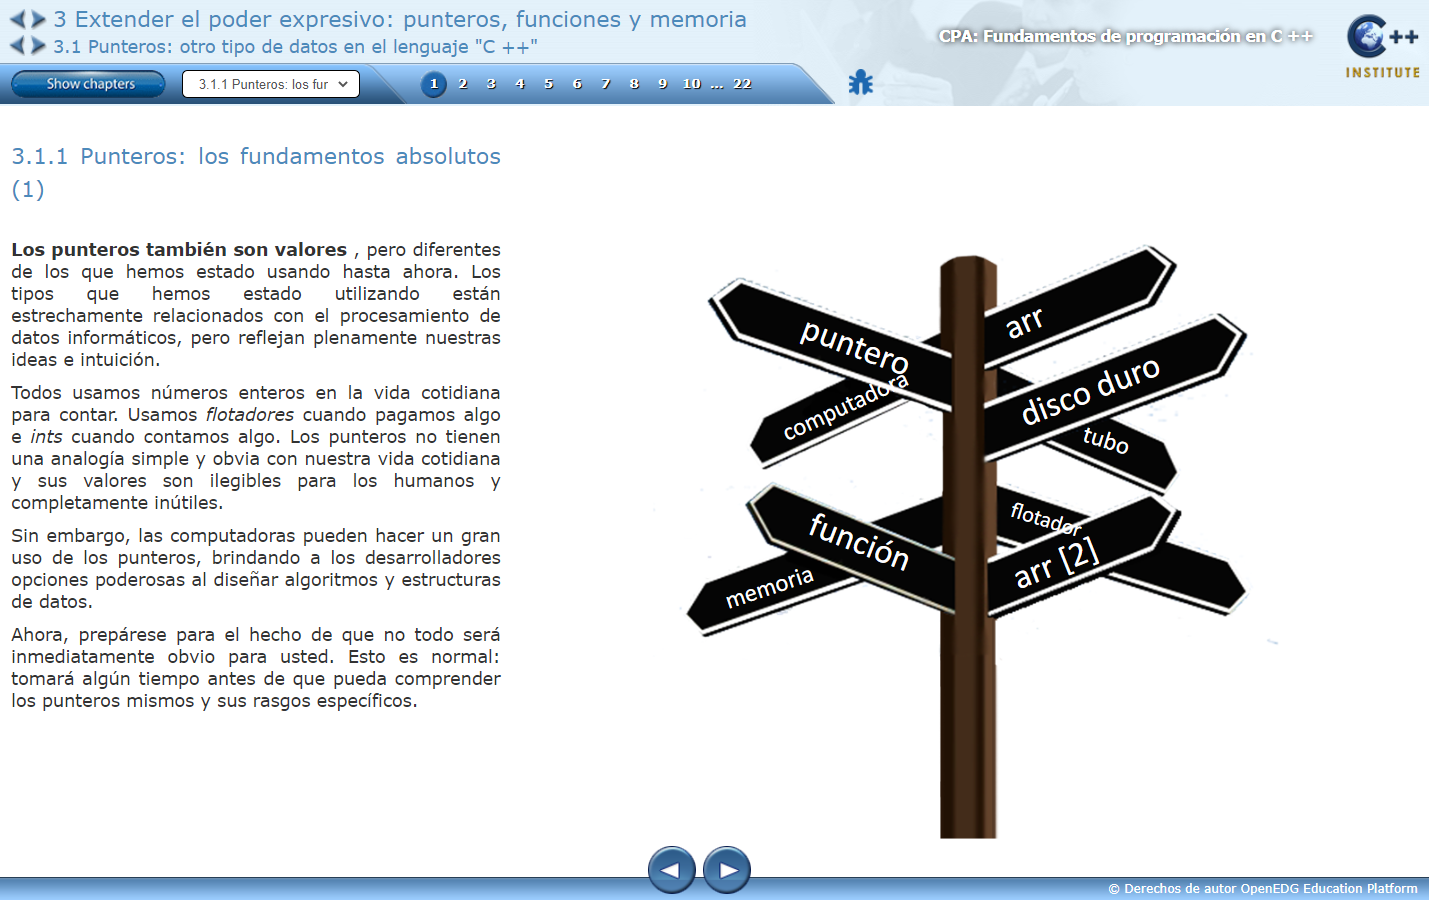 3 Extender el poder expresivo: punteros, funciones y memoria
3.1 Punteros: otro tipo de datos en el lenguaje "C ++"
CPA: Fundamentos de programación en C ++
C ++
INSTITUTE
Show chapters
3.1.1 Punteros: los fur
1 2 3 4 5 6 7 8 9 10 ... 22
3.1.1 Punteros: los fundamentos absolutos
(1)
Los punteros también son valores , pero diferentes
de los que hemos estado usando hasta ahora. Los
tipos que hemos estado utilizando están
estrechamente relacionados con el procesamiento de
datos informáticos, pero reflejan plenamente nuestras
ideas e intuición.
Todos usamos números enteros en la vida cotidiana
para contar. Usamos flotadores cuando pagamos algo
e ints cuando contamos algo. Los punteros no tienen
una analogía simple y obvia con nuestra vida cotidiana
y sus valores son ilegibles para los humanos y
completamente inútiles.
Sin embargo, las computadoras pueden hacer un gran
uso de los punteros, brindando a los desarrolladores
opciones poderosas al diseñar algoritmos y estructuras
de datos.
Ahora, prepárese para el hecho de que no todo será
inmediatamente obvio para usted. Esto es normal:
tomará algún tiempo antes de que pueda comprender
los punteros mismos y sus rasgos específicos.
puntero
arr
computadora
disco duro
tubo
flotador
función
arr [2]
memoria
© Derechos de autor OpenEDG Education Platform